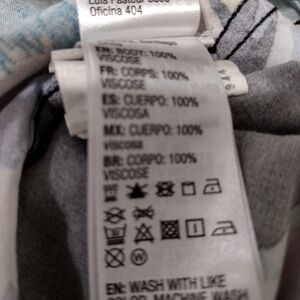 Oficina 404
Santiago
EN: BODY: 100%
VISCOSE
FR: CORPS: 100%
VISCOSE
ES: CUERPO: 100%
VISCOSA
MX: CUERPO: 100%
viscosa
BR: CORPO: 100%
VISCOSE
W
EN: WASH WITH LIKE
COLOR, MACHINE WASH